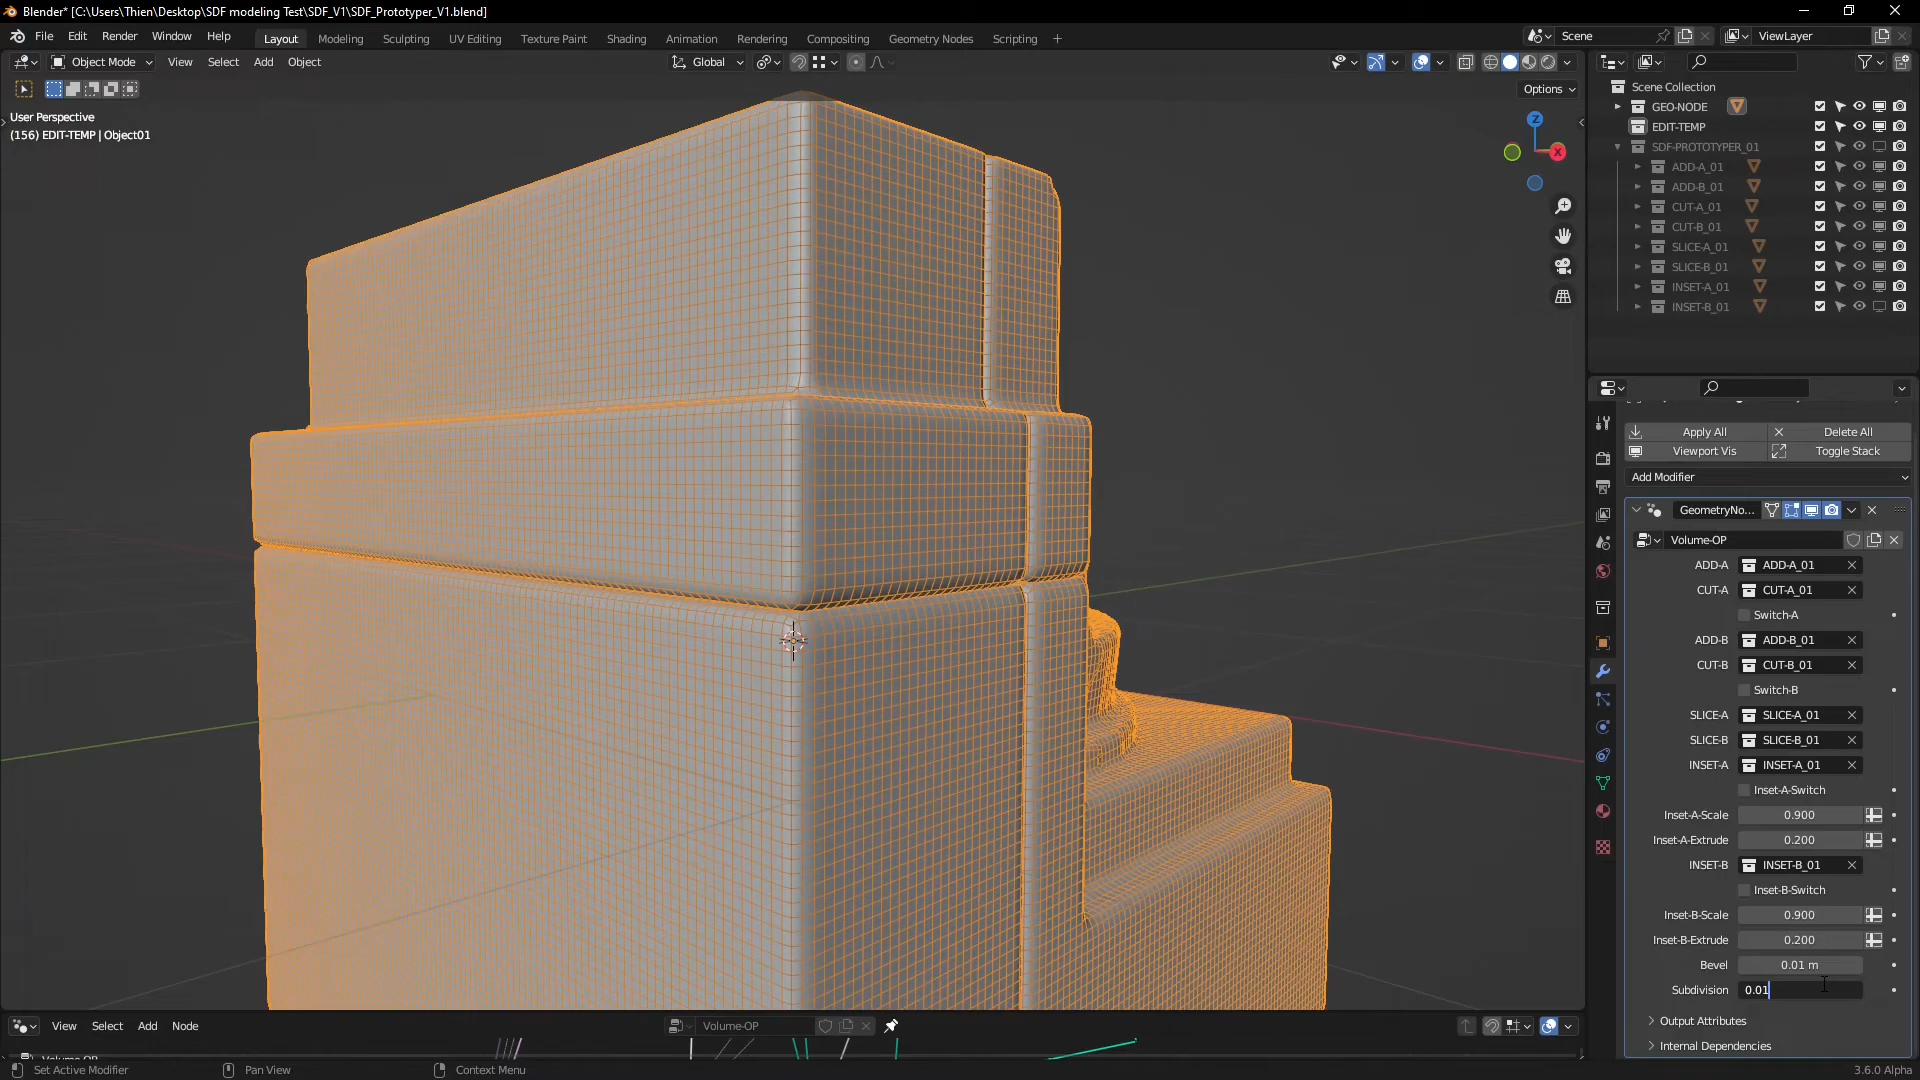 Blender* [C:\Users\Thien\Desktop\SDF modeling Test\SDF_V1\SDF_Prototyper_V1.blend]
File Edit Render Window Help
Layout Modeling Sculpting UV Editing Texture Paint Shading Animation Rendering Compositing Geometry Nodes Scripting +
Scene
ViewLayer
Object Mode
View Select Add Object
Global
Options
User Perspective
(156) EDIT-TEMP | Object01
Z
X
Scene Collection
GEO-NODE
EDIT-TEMP
SDF-PROTOTYPER_01
ADD-A_01
ADD-B_01
CUT-A_01
CUT-B_01
SLICE-A_01
SLICE-B_01
INSET-A_01
INSET-B_01
Apply All
Delete All
Viewport Vis
Toggle Stack
Add Modifier
GeometryNo...
Volume-OP
ADD-A ADD-A_01
CUT-A CUT-A_01
Switch-A
ADD-B ADD-B_01
CUT-B CUT-B_01
Switch-B
SLICE-A SLICE-A_01
SLICE-B SLICE-B_01
INSET-A INSET-A_01
Inset-A-Switch
Inset-A-Scale 0.900
Inset-A-Extrude 0.200
INSET-B INSET-B_01
Inset-B-Switch
Inset-B-Scale 0.900
Inset-B-Extrude 0.200
Bevel 0.01 m
Subdivision 0.01
Output Attributes
Internal Dependencies
View Select Add Node
Volume-OP
Volume-OP
Set Active Modifier
Pan View
Context Menu
3.6.0 Alpha